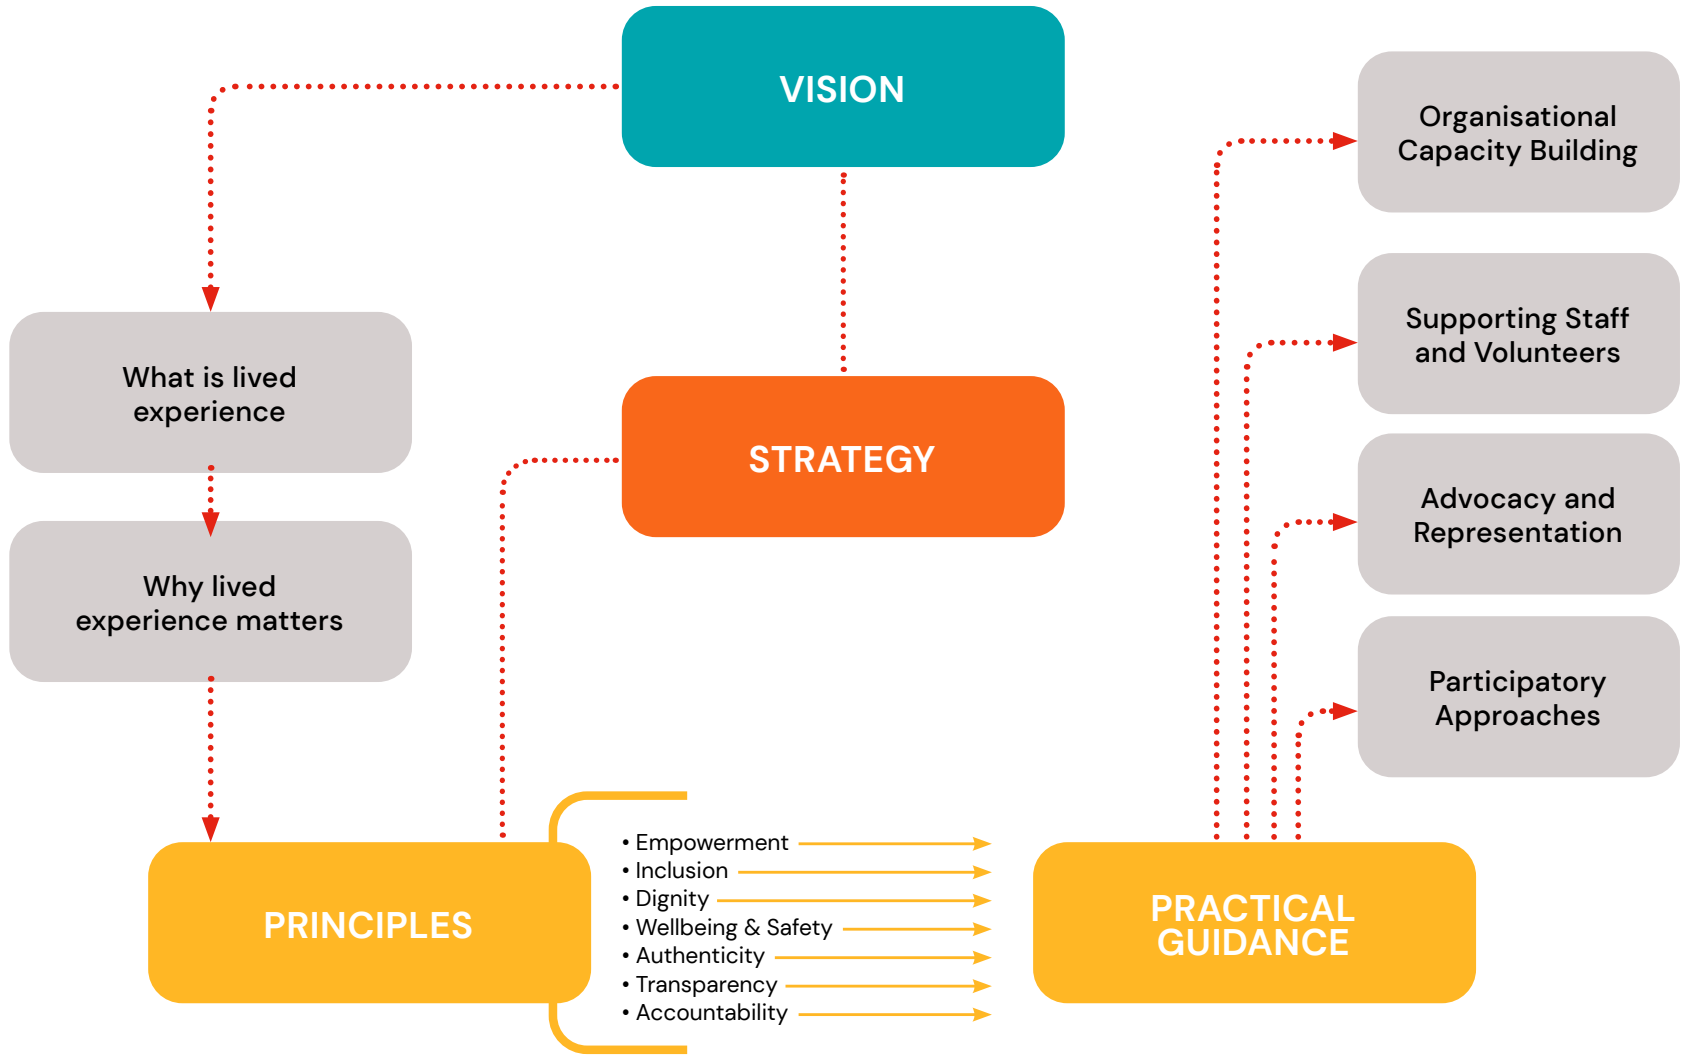 VISION
STRATEGY
What is lived
experience
Why lived
experience matters
PRINCIPLES
• Empowerment
• Inclusion
• Dignity
• Wellbeing & Safety
• Authenticity
• Transparency
• Accountability
PRACTICAL
GUIDANCE
Organisational
Capacity Building
Supporting Staff
and Volunteers
Advocacy and
Representation
Participatory
Approaches